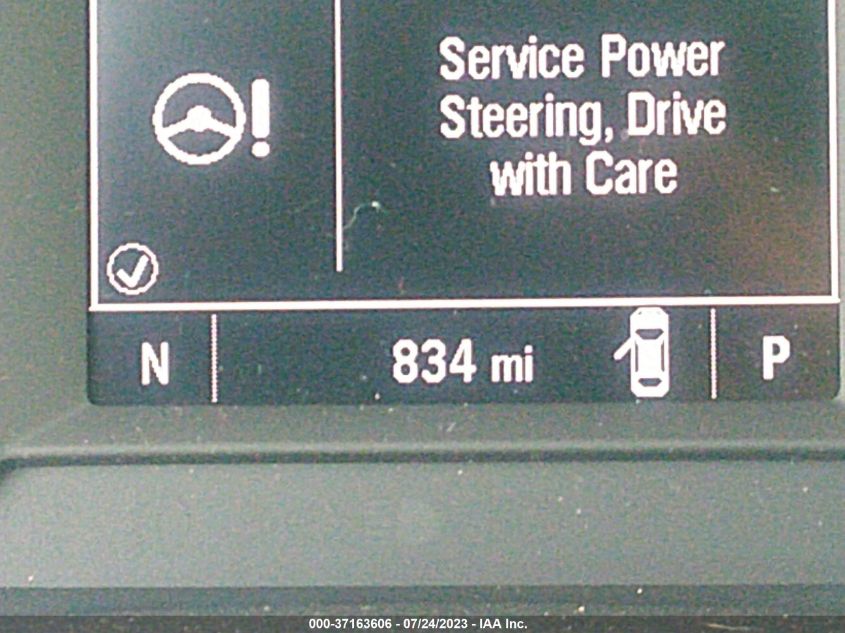 Service Power
Steering, Drive
with Care
N
834 mi
P
000-37163606 - 07/24/2023 - IAA Inc.